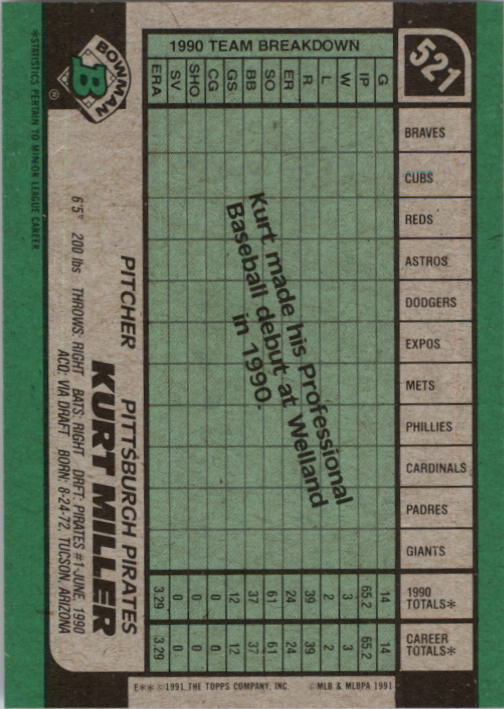 521
BOWMAN
B
®
KURT MILLER
PITCHER PITTSBURGH PIRATES
6'5" 200 lbs THROWS: RIGHT BATS: RIGHT DRFT: PIRATES #1-JUNE, 1990
ACQ: VIA DRAFT BORN: 8-24-72, TUCSON, ARIZONA
1990 TEAM BREAKDOWN
G IP W L R ER SO BB GS CG SHO SV ERA
BRAVES
CUBS
REDS
ASTROS
DODGERS
EXPOS
METS
PHILLIES
CARDINALS
PADRES
GIANTS
1990 TOTALS* 14 65.2 3 2 39 24 61 37 12 0 0 0 3.29
CAREER TOTALS* 14 65.2 3 2 39 24 61 37 12 0 0 0 3.29
Kurt made his Professional
Baseball debut at Welland
in 1990.
*STATISTICS PERTAIN TO MINOR LEAGUE CAREER
E** © 1991 THE TOPPS COMPANY, INC. ©MLB & MLBPA 1991